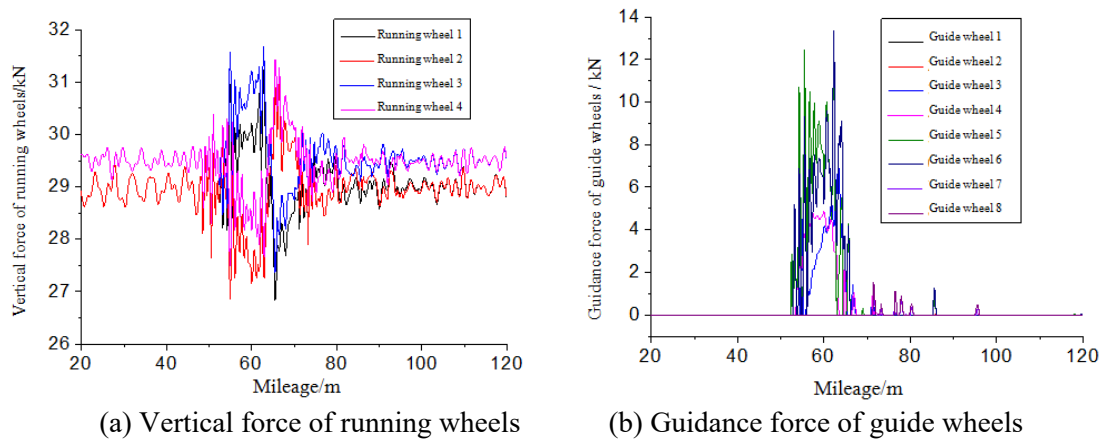 32
31
30
29
28
27
26
20
40
60
80
100
120
Vertical force of running wheels/kN
Mileage/m
Running wheel 1
Running wheel 2
Running wheel 3
Running wheel 4
(a) Vertical force of running wheels
14
12
10
8
6
4
2
0
20
40
60
80
100
120
Guidance force of guide wheels / kN
Mileage/m
Guide wheel 1
Guide wheel 2
Guide wheel 3
Guide wheel 4
Guide wheel 5
Guide wheel 6
Guide wheel 7
Guide wheel 8
(b) Guidance force of guide wheels